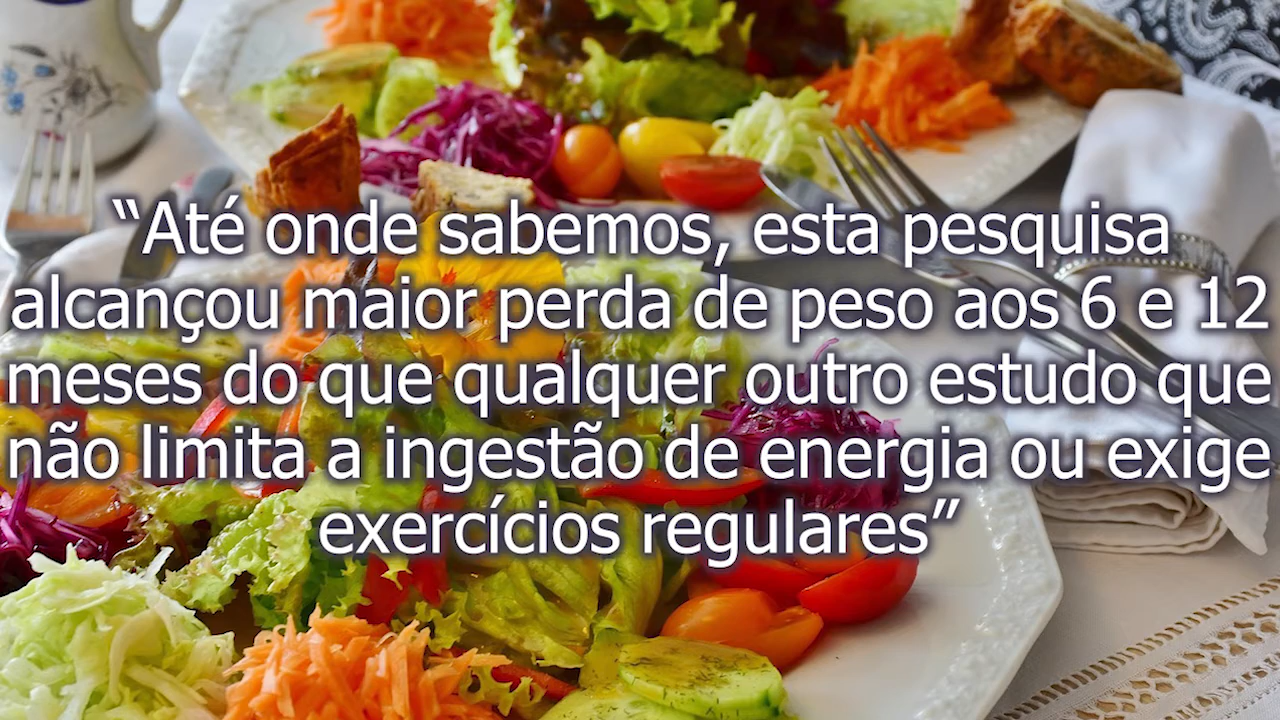 “Até onde sabemos, esta pesquisa
alcançou maior perda de peso aos 6 e 12
meses do que qualquer outro estudo que
não limita a ingestão de energia ou exige
exercícios regulares”